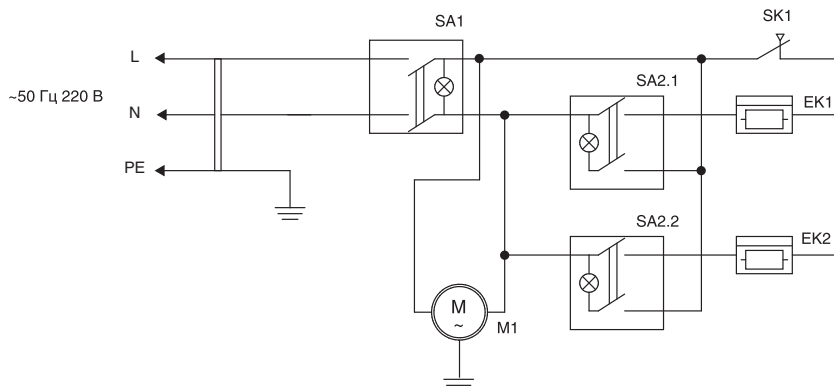 SA1
SK1
L
SA2.1
~50 Гц 220 В
EK1
N
PE
SA2.2
EK2
M
~
M1